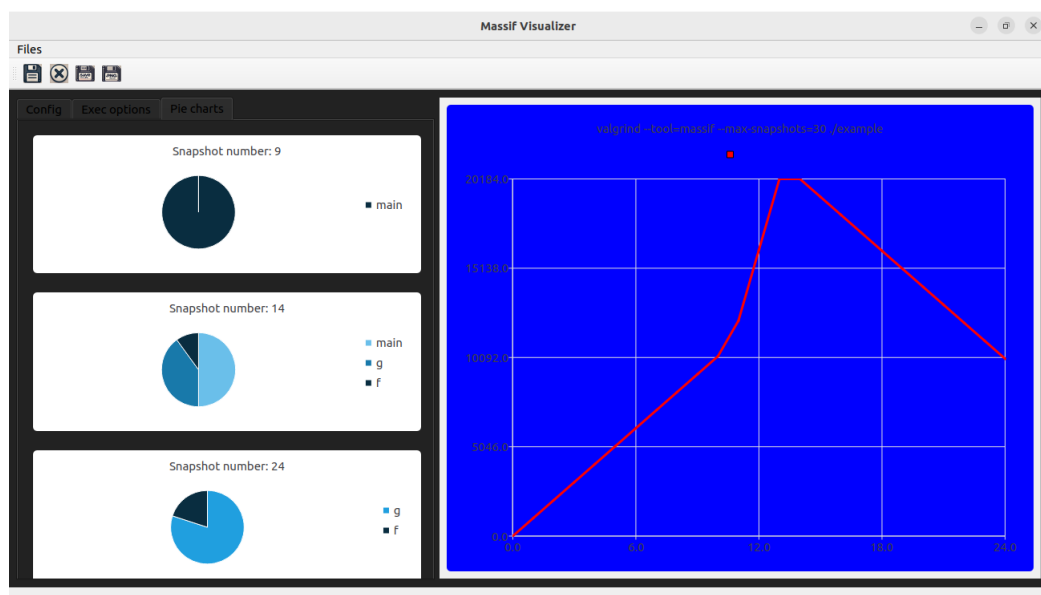 Massif Visualizer
Files
Config Exec options Pie charts
Snapshot number: 9
main
Snapshot number: 14
main
g
f
Snapshot number: 24
g
f
valgrind --tool=massif --max-snapshots=30 ./example
20184.0
15138.0
10092.0
5046.0
0.0
0.0 6.0 12.0 18.0 24.0